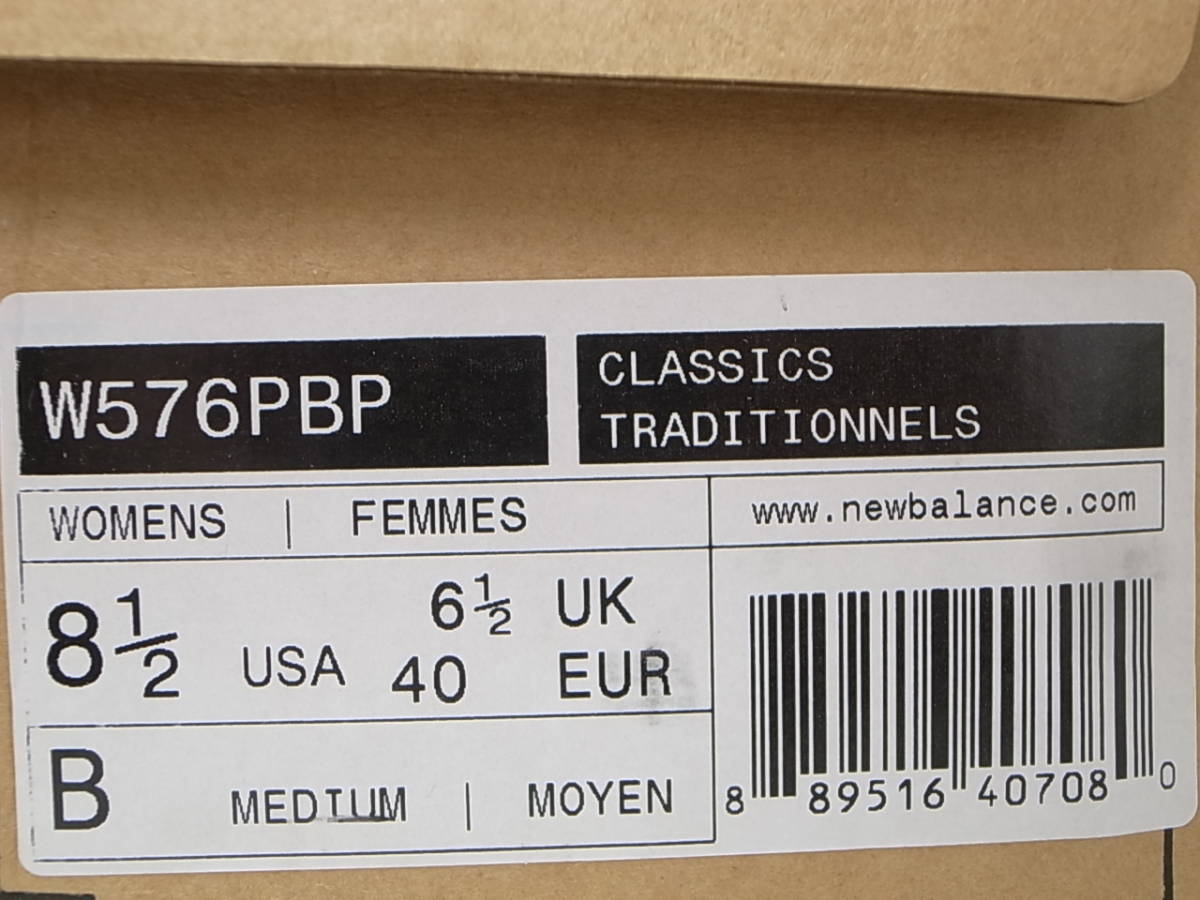 W576PBP
CLASSICS
TRADITIONNELS
WOMENS | FEMMES
www.newbalance.com
8 1/2 USA
6 1/2 UK
40 EUR
B MEDIUM | MOYEN
8 89516 40708 0